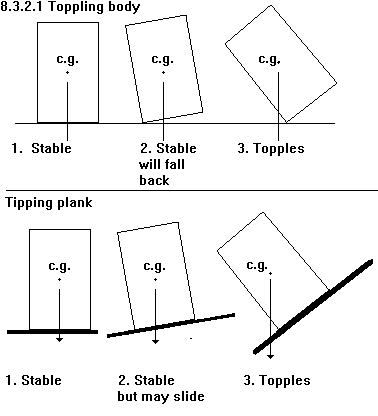 8.3.2.1 Toppling body
c.g. c.g. c.g.
1. Stable 2. Stable 3. Topples
will fall
back
Tipping plank
c.g. c.g. c.g.
1. Stable 2. Stable 3. Topples
but may slide